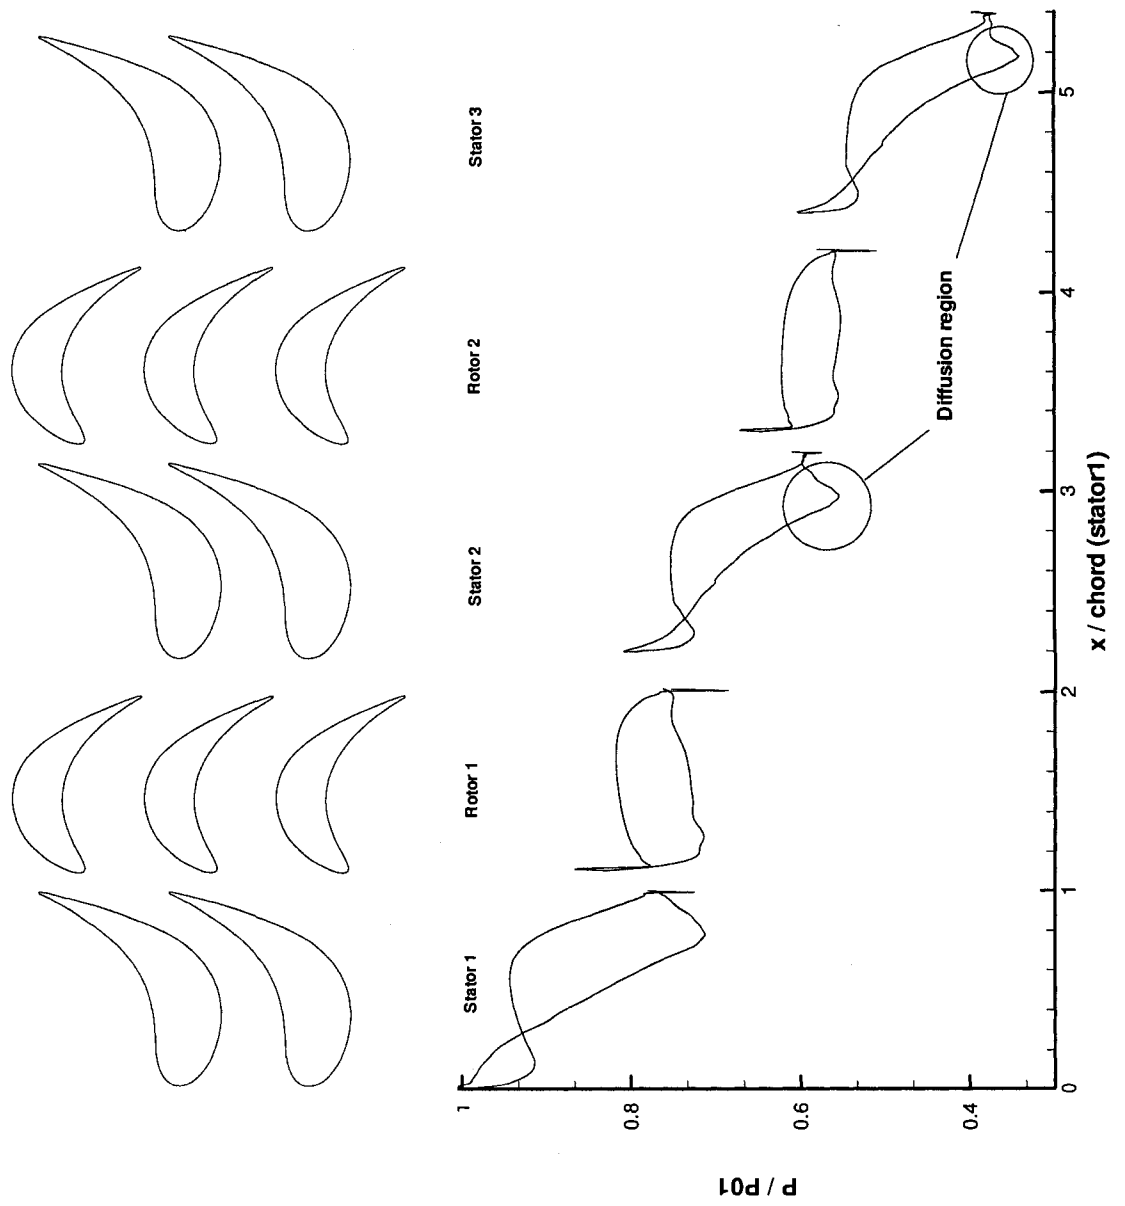 Stator 1
Rotor 1
Stator 2
Rotor 2
Stator 3
1
0.8
0.6
0.4
P / P01
0
1
2
3
4
5
x / chord (stator1)
Diffusion region